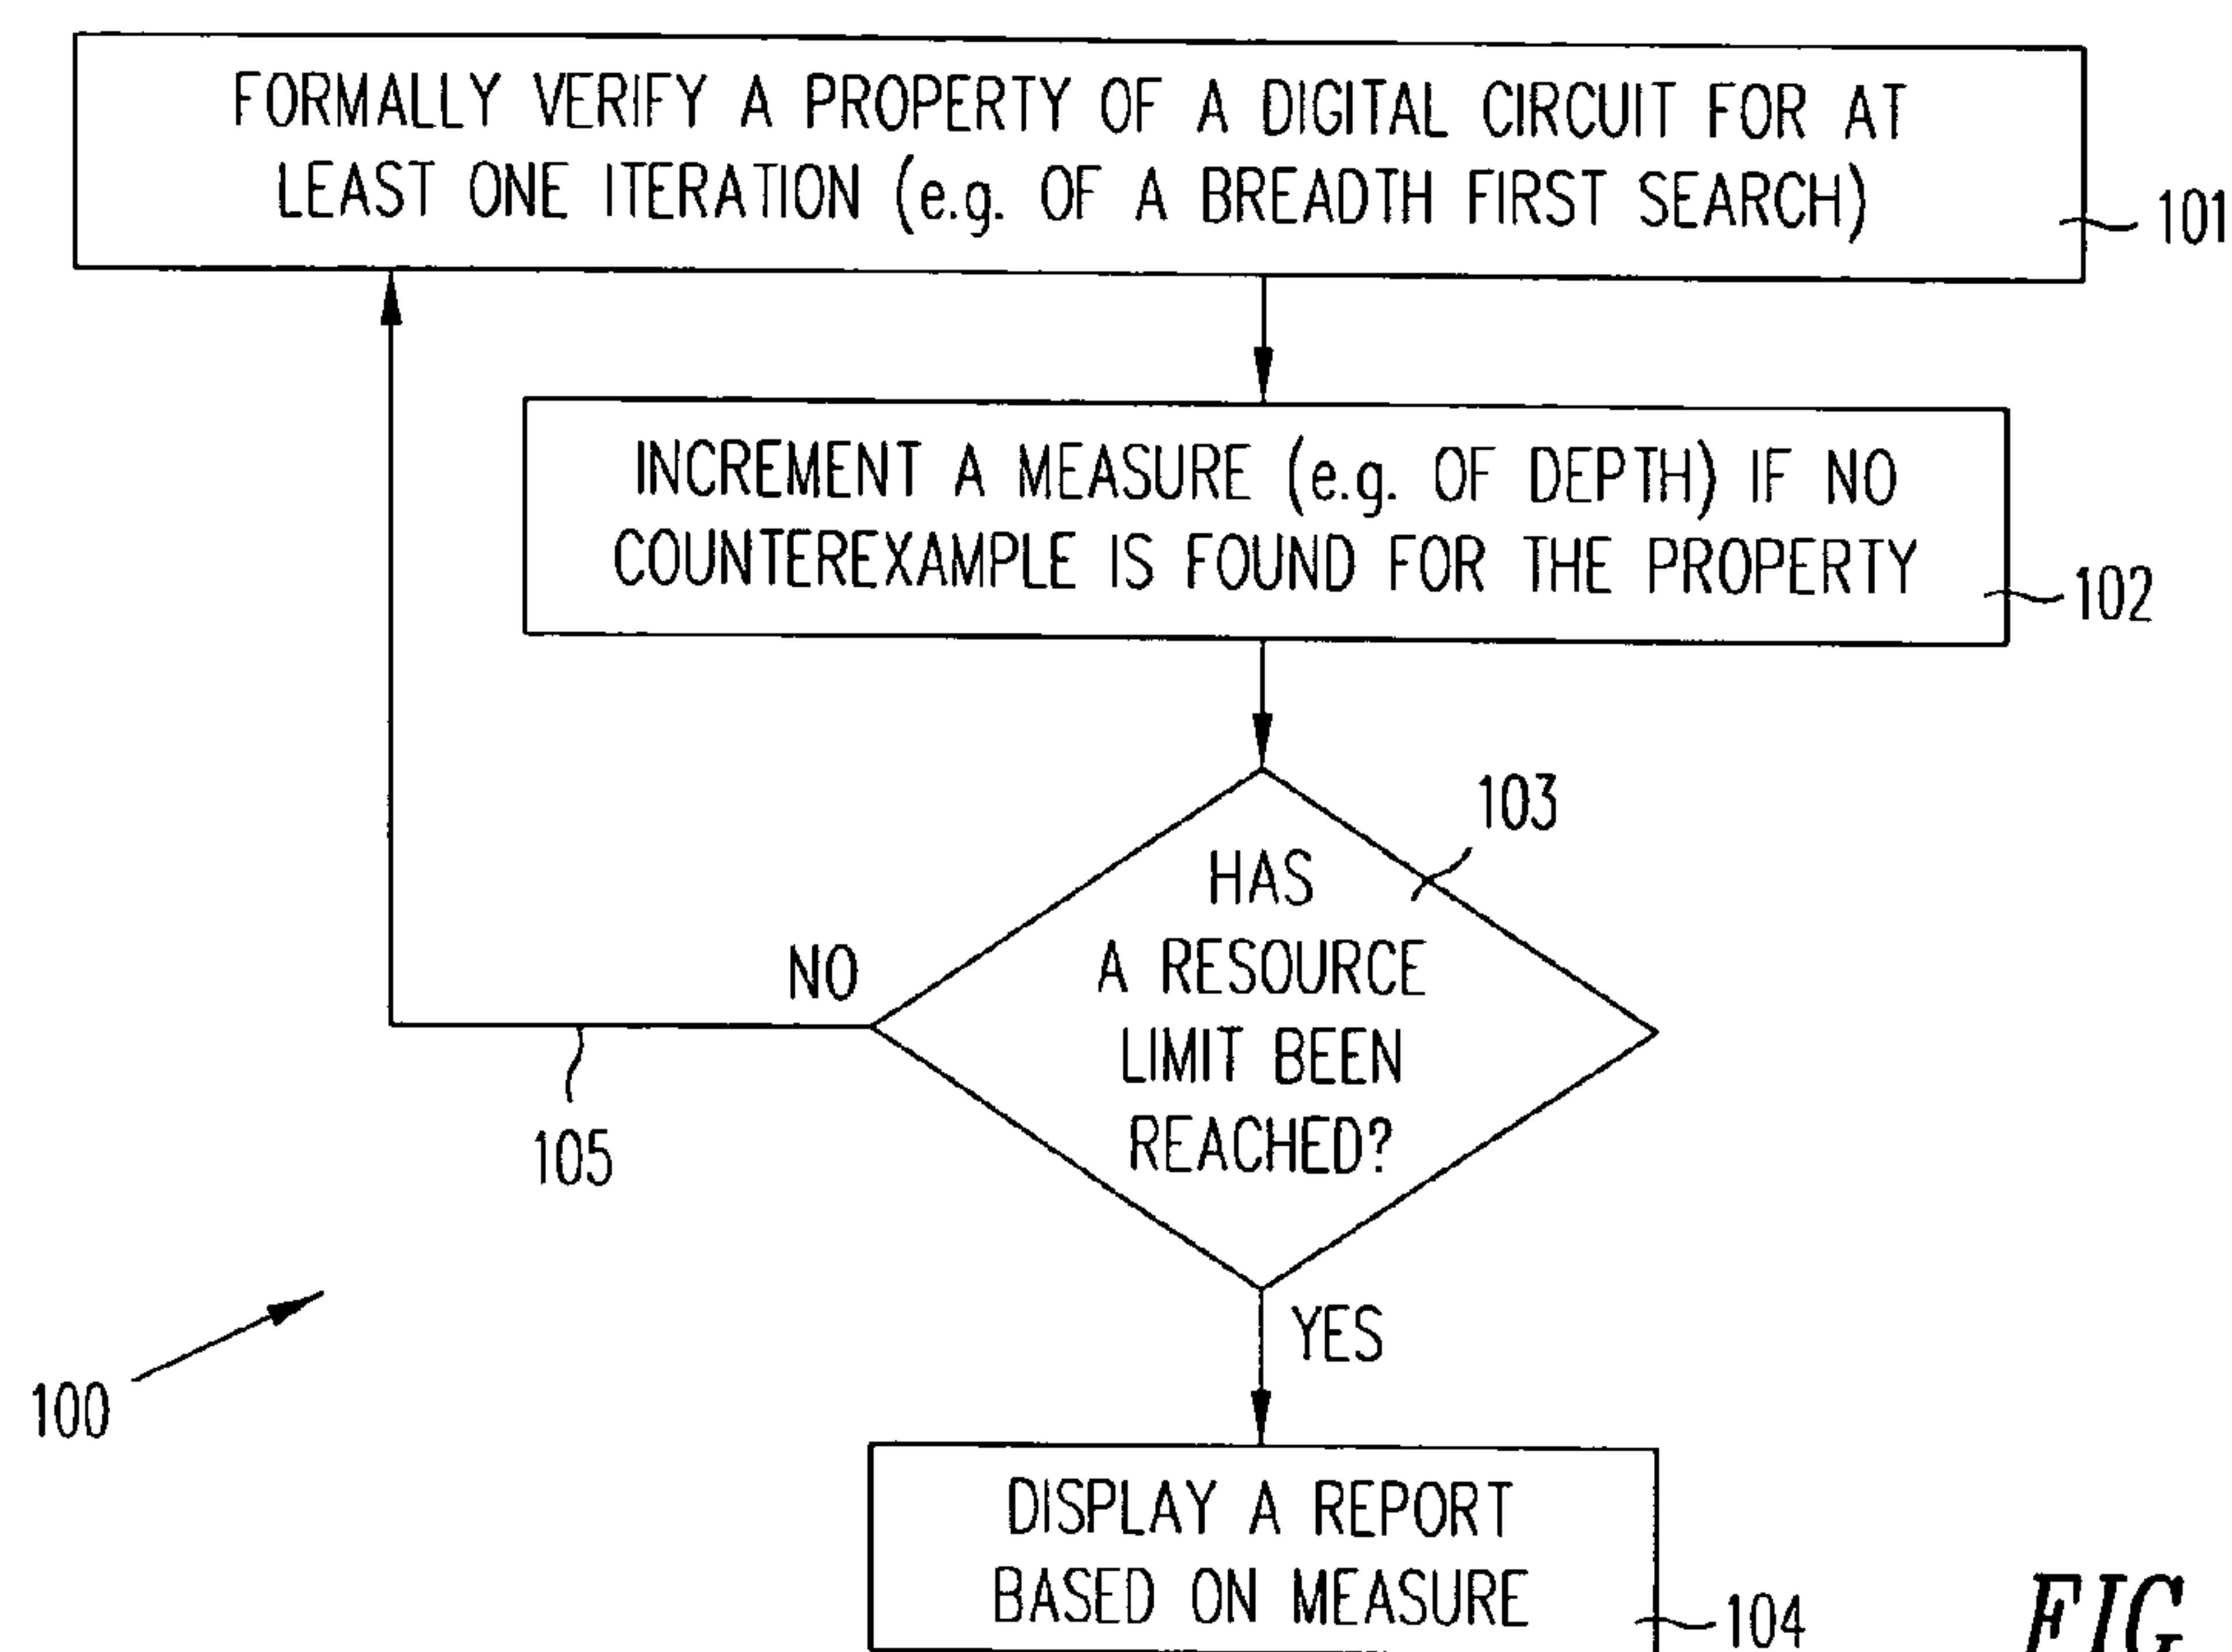 FORMALLY VERIFY A PROPERTY OF A DIGITAL CIRCUIT FOR AT
LEAST ONE ITERATION (e.g. OF A BREADTH FIRST SEARCH)
101
INCREMENT A MEASURE (e.g. OF DEPTH) IF NO
COUNTEREXAMPLE IS FOUND FOR THE PROPERTY
102
103
HAS
A RESOURCE
LIMIT BEEN
REACHED?
NO
105
YES
100
DISPLAY A REPORT
BASED ON MEASURE
104
FIG